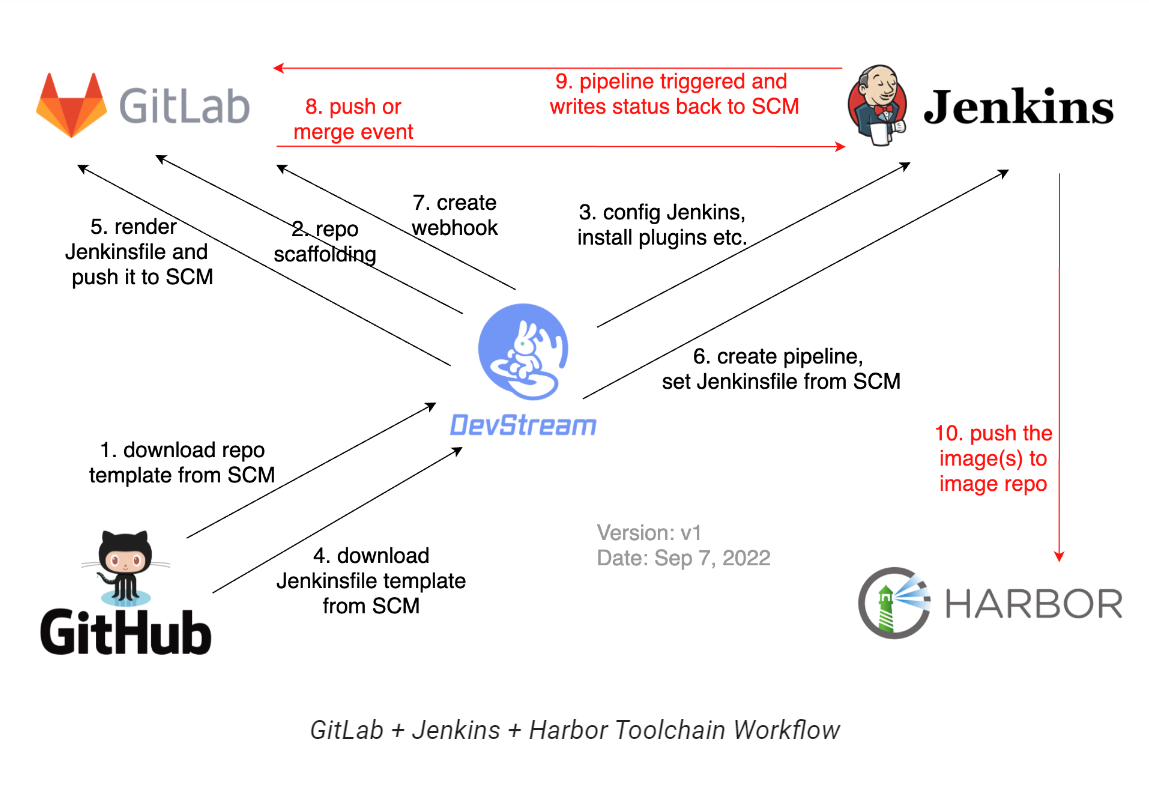 GitLab
8. push or
merge event
9. pipeline triggered and
writes status back to SCM
Jenkins
5. render
Jenkinsfile and
push it to SCM
2. repo
scaffolding
7. create
webhook
3. config Jenkins,
install plugins etc.
DevStream
6. create pipeline,
set Jenkinsfile from SCM
1. download repo
template from SCM
4. download
Jenkinsfile template
from SCM
10. push the
image(s) to
image repo
Version: v1
Date: Sep 7, 2022
GitHub
HARBOR
GitLab + Jenkins + Harbor Toolchain Workflow